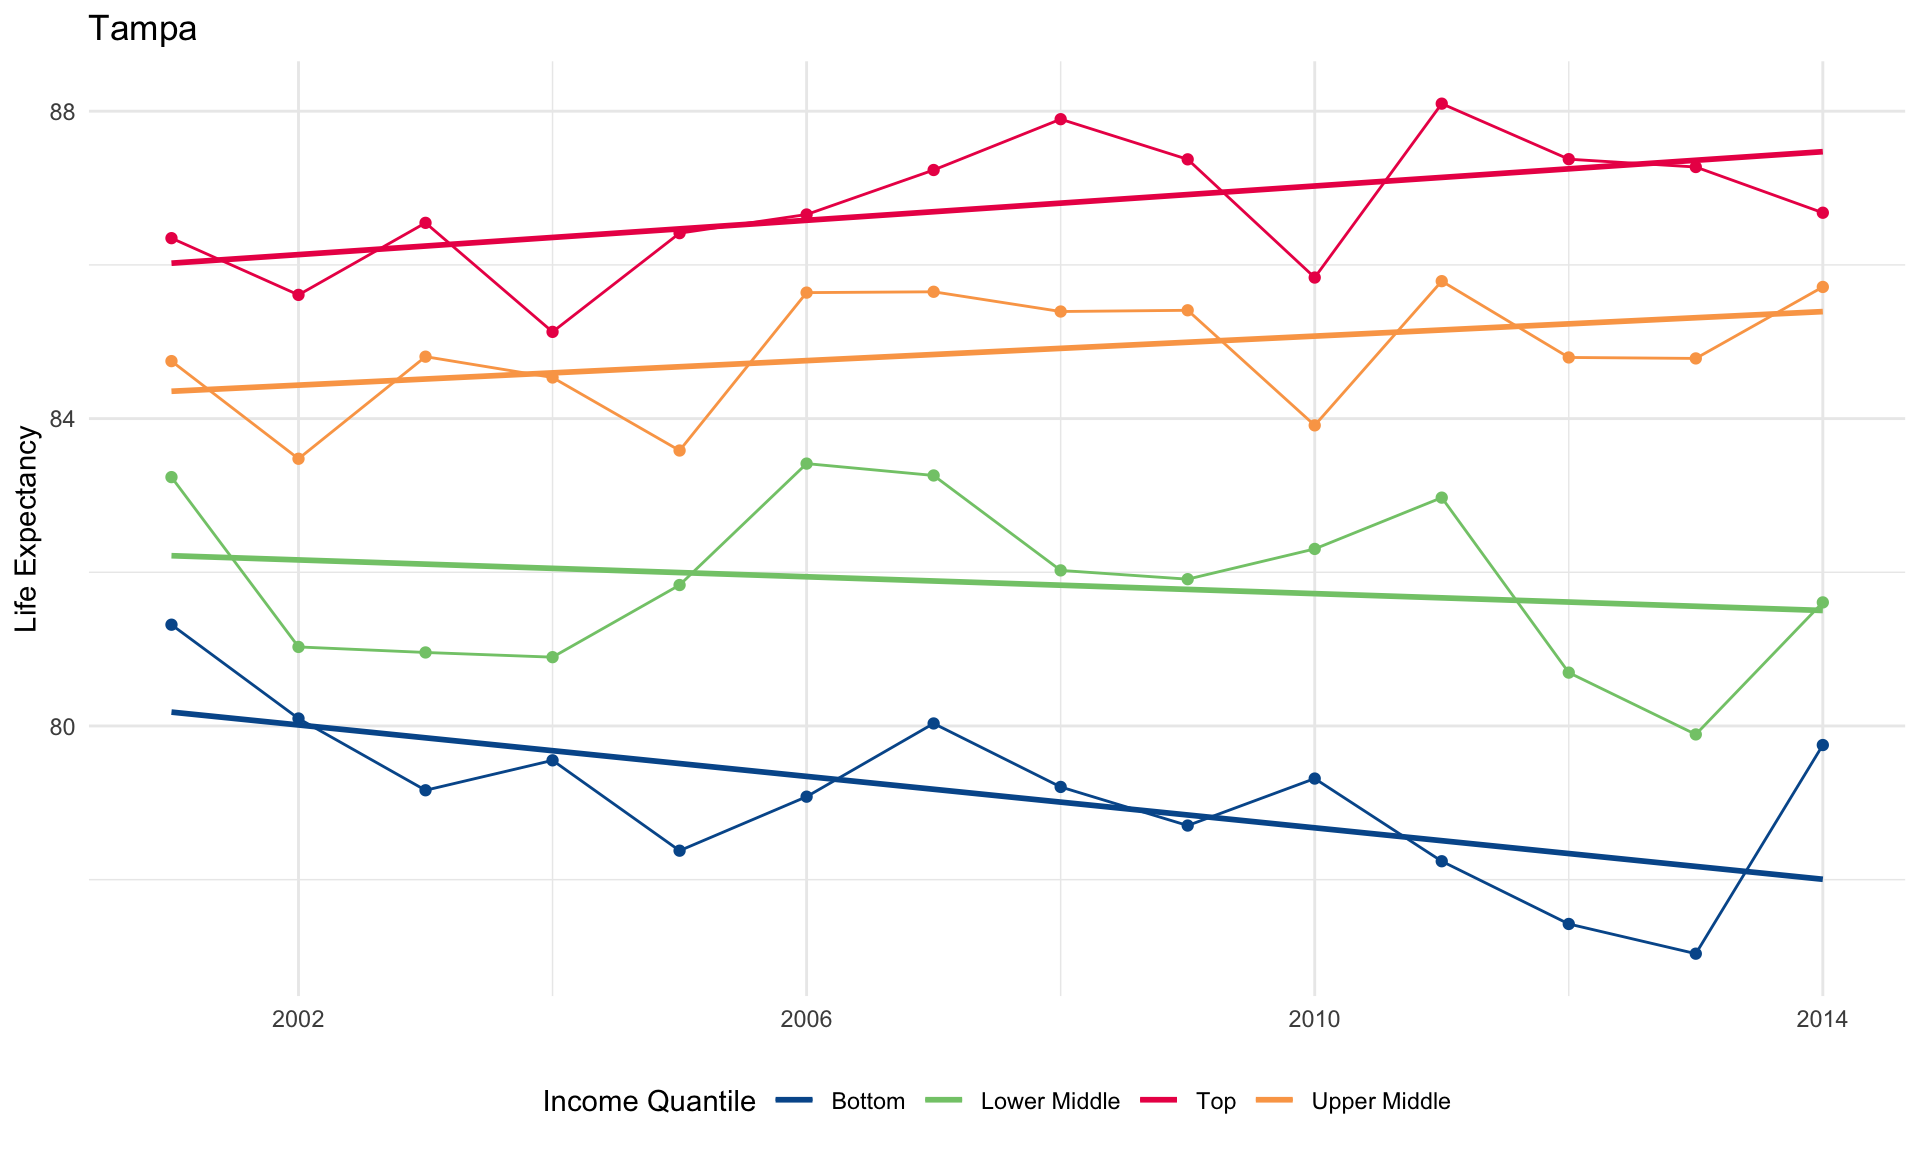 Tampa
88
84
80
Life Expectancy
2002 2006 2010 2014
Income Quantile Bottom Lower Middle Top Upper Middle